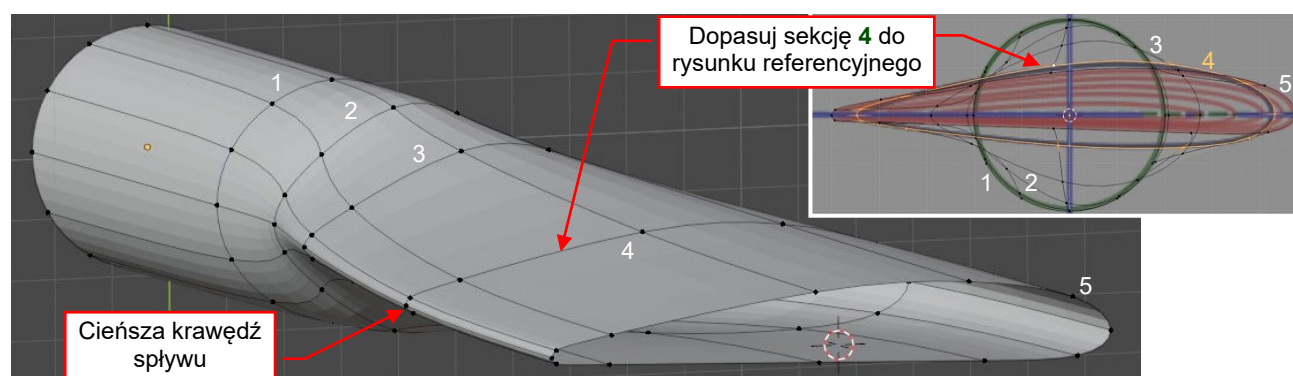 Dopasuj sekcję 4 do
rysunku referencyjnego
3
4
5
1
2
1
2
3
4
5
Cieńsza krawędź
spływu